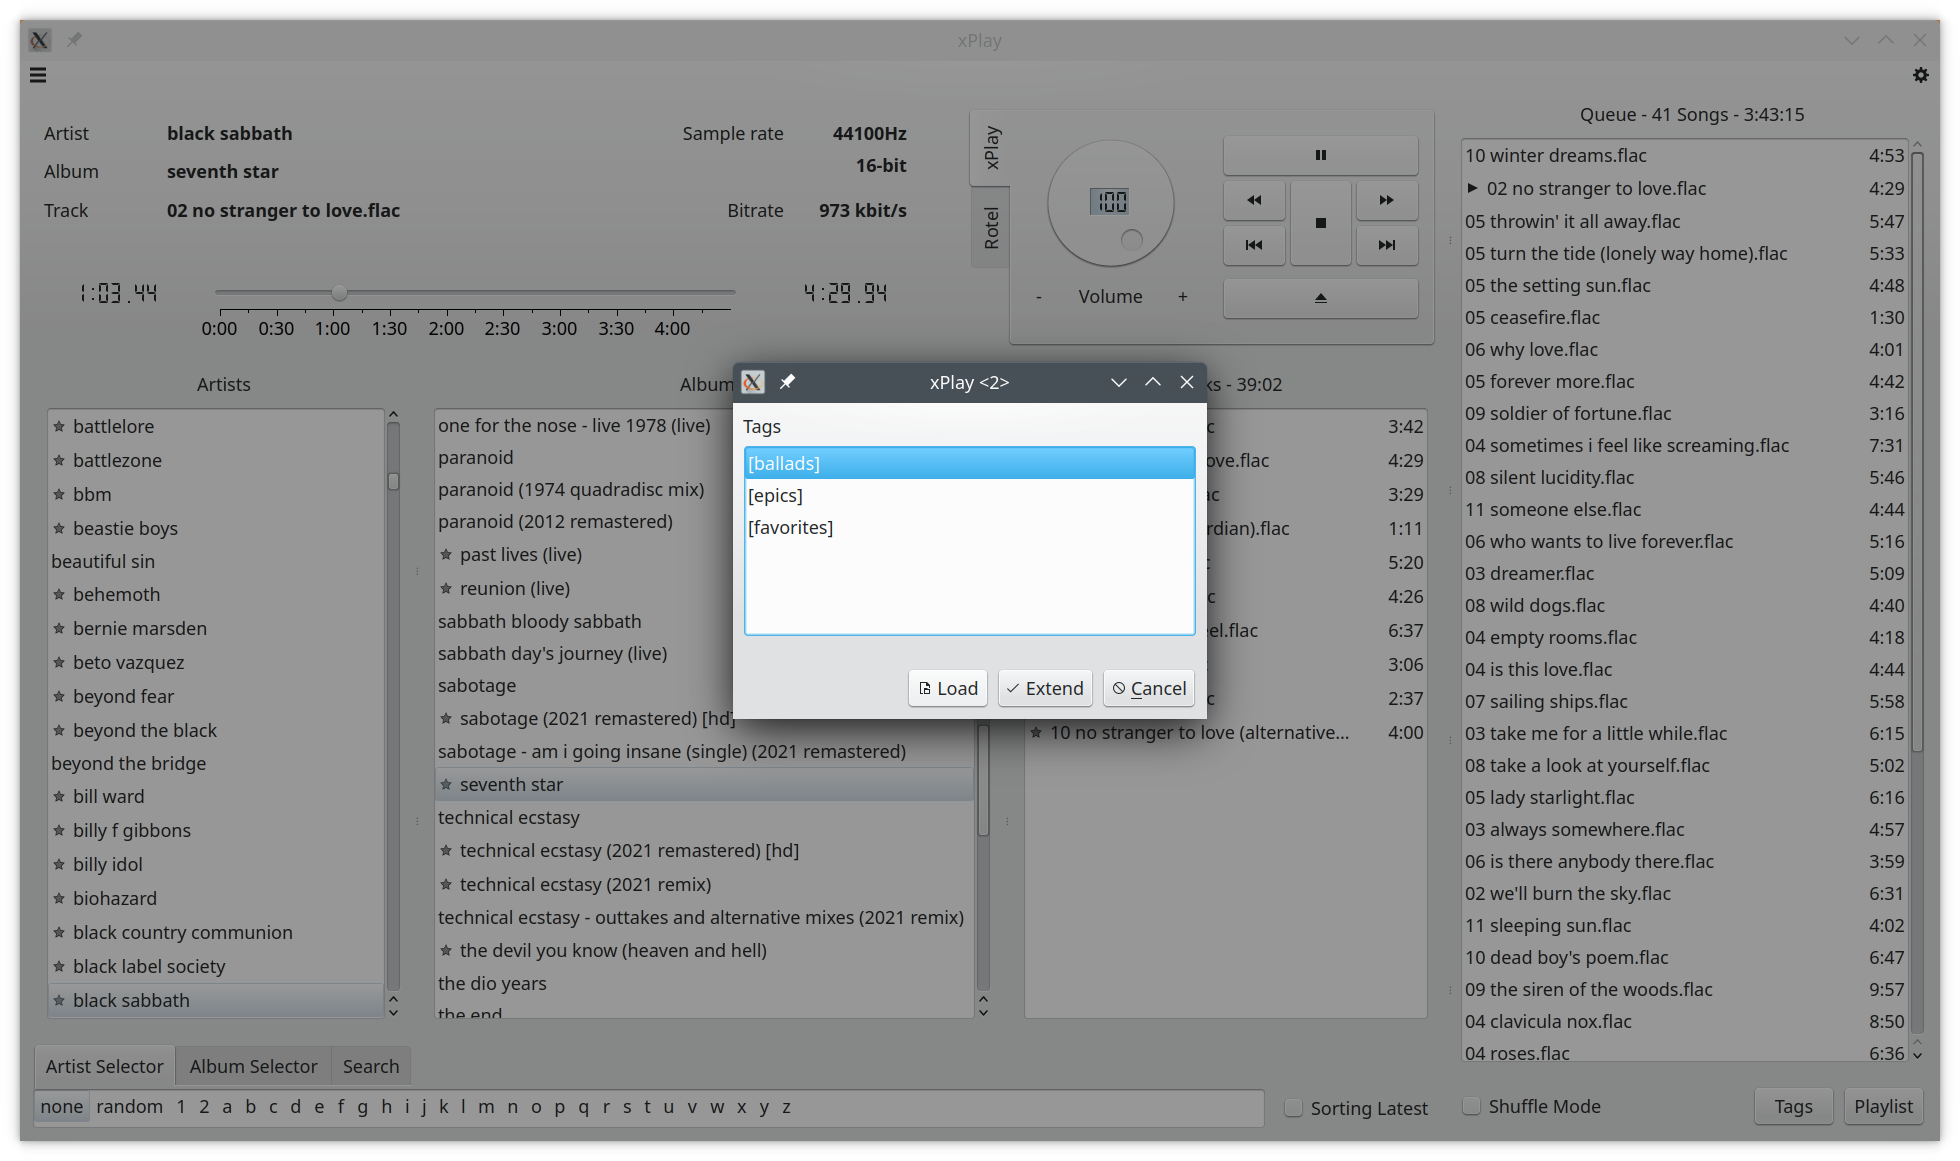 xPlay
Artist black sabbath
Album seventh star
Track 02 no stranger to love.flac
Sample rate 44100Hz
16-bit
Bitrate 973 kbit/s
1:03.44
4:29.94
0:00 0:30 1:00 1:30 2:00 2:30 3:00 3:30 4:00
xPlay
Rotel
100
- Volume +
Queue - 41 Songs - 3:43:15
10 winter dreams.flac 4:53
02 no stranger to love.flac 4:29
05 throwin' it all away.flac 5:47
05 turn the tide (lonely way home).flac 5:33
05 the setting sun.flac 4:48
05 ceasefire.flac 1:30
06 why love.flac 4:01
05 forever more.flac 4:42
09 soldier of fortune.flac 3:16
04 sometimes i feel like screaming.flac 7:31
08 silent lucidity.flac 5:46
11 someone else.flac 4:44
06 who wants to live forever.flac 5:16
03 dreamer.flac 5:09
08 wild dogs.flac 4:40
04 empty rooms.flac 4:18
04 is this love.flac 4:44
07 sailing ships.flac 5:58
03 take me for a little while.flac 6:15
08 take a look at yourself.flac 5:02
05 lady starlight.flac 6:16
03 always somewhere.flac 4:57
06 is there anybody there.flac 3:59
02 we'll burn the sky.flac 6:31
11 sleeping sun.flac 4:02
10 dead boy's poem.flac 6:47
09 the siren of the woods.flac 9:57
04 clavicula nox.flac 8:50
04 roses.flac 6:36
Artists
battlelore
battlezone
bbm
beastie boys
beautiful sin
behemoth
bernie marsden
beto vazquez
beyond fear
beyond the black
beyond the bridge
bill ward
billy f gibbons
billy idol
biohazard
black country communion
black label society
black sabbath
Album
one for the nose - live 1978 (live)
paranoid
paranoid (1974 quadradisc mix)
paranoid (2012 remastered)
past lives (live)
reunion (live)
sabbath bloody sabbath
sabbath day's journey (live)
sabotage
sabotage (2021 remastered) [hd]
sabotage - am i going insane (single) (2021 remastered)
seventh star
technical ecstasy
technical ecstasy (2021 remastered) [hd]
technical ecstasy (2021 remix)
technical ecstasy - outtakes and alternative mixes (2021 remix)
the devil you know (heaven and hell)
the dio years
the end
ks - 39:02
c 3:42
ove.flac 4:29
ac 3:29
rdian).flac 1:11
5:20
c 4:26
el.flac 6:37
3:06
c 2:37
10 no stranger to love (alternative... 4:00
xPlay <2>
Tags
[ballads]
[epics]
[favorites]
Load Extend Cancel
Artist Selector Album Selector Search
none random 1 2 a b c d e f g h i j k l m n o p q r s t u v w x y z
Sorting Latest
Shuffle Mode
Tags Playlist